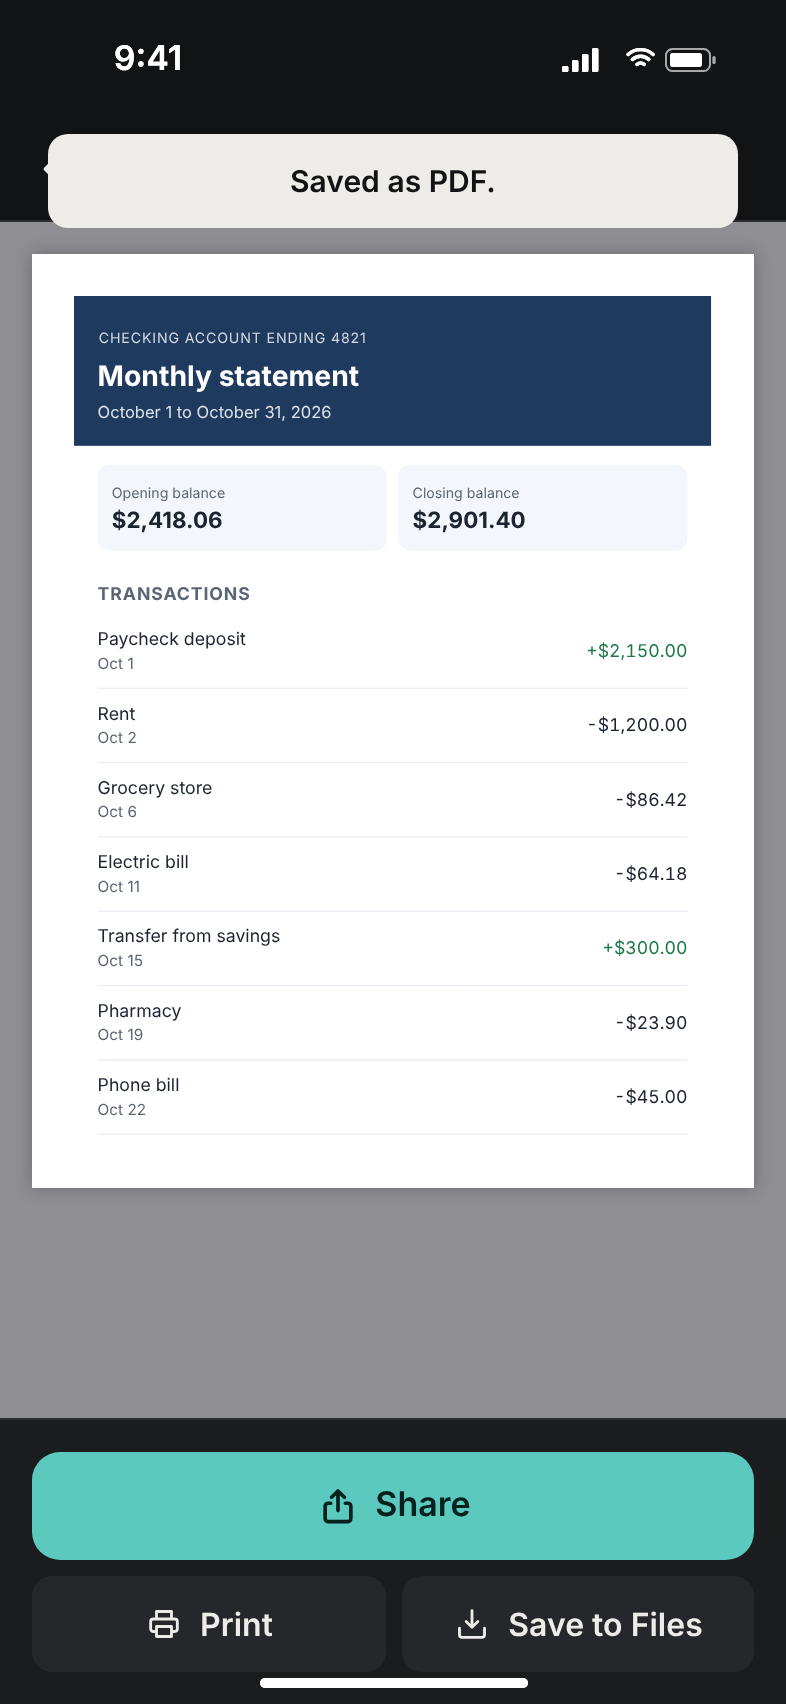 9:41
Saved as PDF.
CHECKING ACCOUNT ENDING 4821
Monthly statement
October 1 to October 31, 2026
Opening balance
$2,418.06
Closing balance
$2,901.40
TRANSACTIONS
Paycheck deposit
Oct 1
+$2,150.00
Rent
Oct 2
-$1,200.00
Grocery store
Oct 6
-$86.42
Electric bill
Oct 11
-$64.18
Transfer from savings
Oct 15
+$300.00
Pharmacy
Oct 19
-$23.90
Phone bill
Oct 22
-$45.00
Share
Print
Save to Files